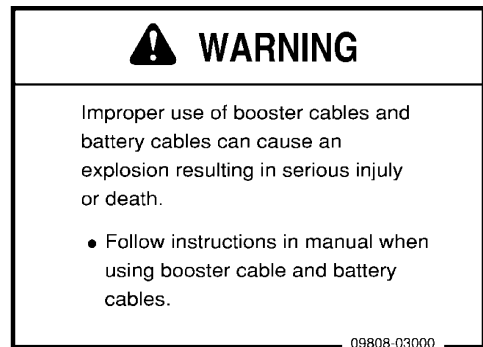 WARNING
Improper use of booster cables and
battery cables can cause an
explosion resulting in serious injuly
or death.
• Follow instructions in manual when
using booster cable and battery
cables.
09808-03000